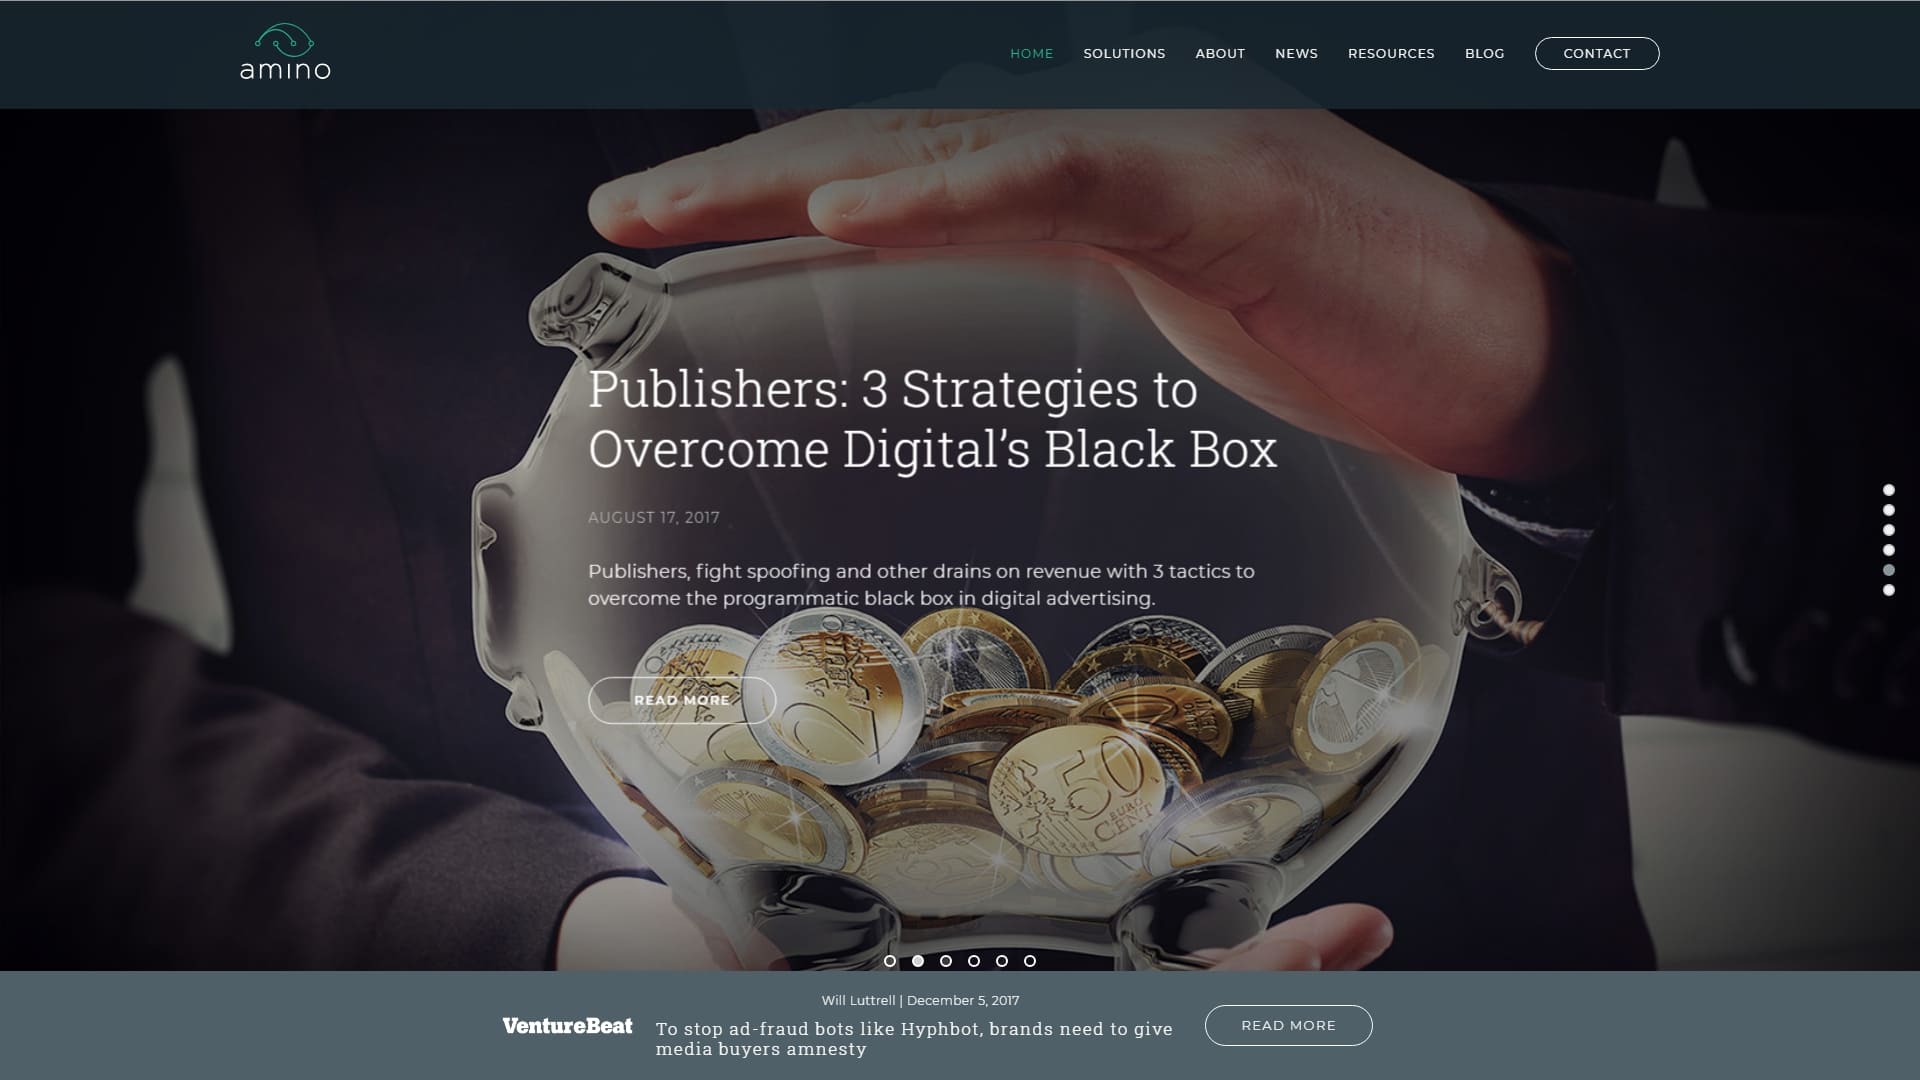 amino
HOME
SOLUTIONS
ABOUT
NEWS
RESOURCES
BLOG
CONTACT
Publishers: 3 Strategies to
Overcome Digital’s Black Box
AUGUST 17, 2017
Publishers, fight spoofing and other drains on revenue with 3 tactics to
overcome the programmatic black box in digital advertising.
READ MORE
50
EURO
CENT
Will Luttrell | December 5, 2017
VentureBeat
To stop ad-fraud bots like Hyphbot, brands need to give
media buyers amnesty
READ MORE